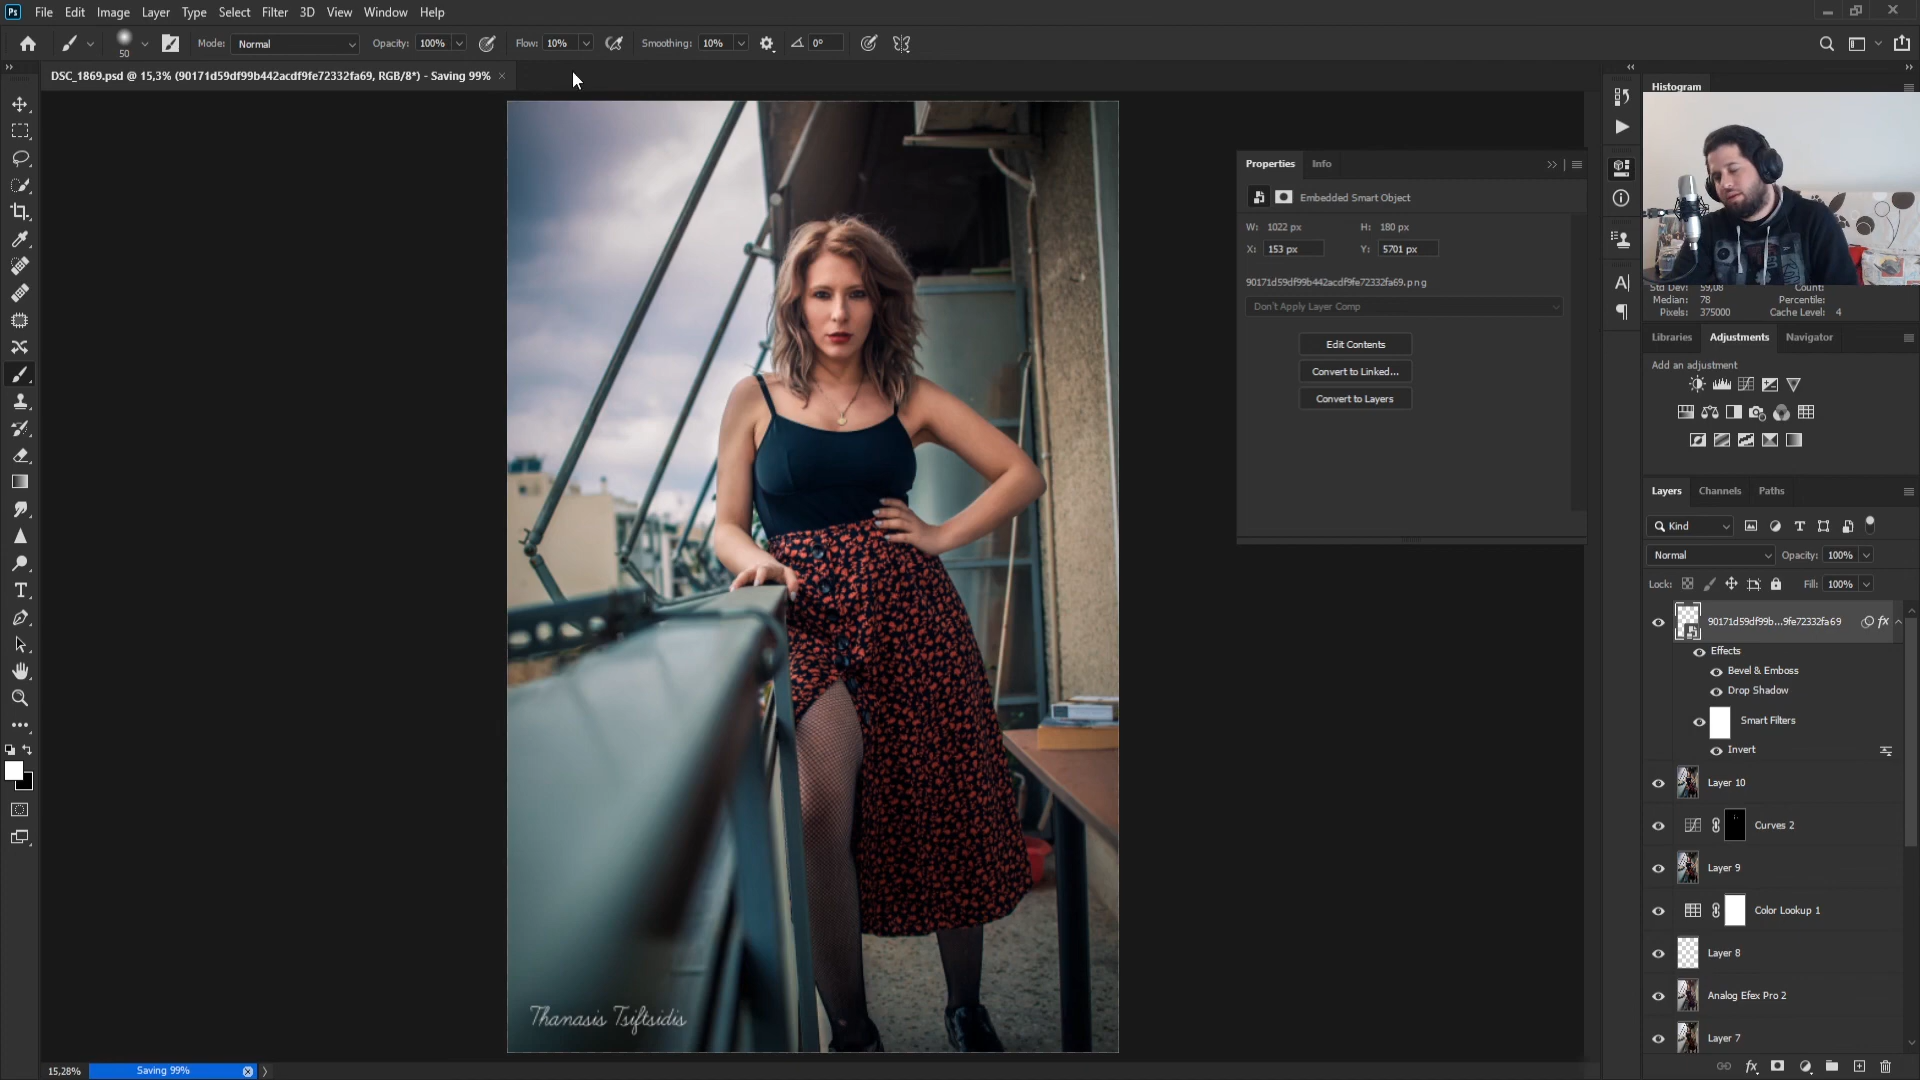 Ps File Edit Image Layer Type Select Filter 3D View Window Help
50 Mode: Normal Opacity: 100% Flow: 10% Smoothing: 10% 0°
DSC_1869.psd @ 15,3% (90171d59df99b442acdf9fe72332fa69, RGB/8*) - Saving 99% ×
Histogram
Properties Info
Embedded Smart Object
W: 1022 px H: 180 px
X: 153 px Y: 5701 px
90171d59df99b442acdf9fe72332fa69.png
Don't Apply Layer Comp
Edit Contents
Convert to Linked...
Convert to Layers
Std Dev: 59,08 Count:
Median: 78 Percentile:
Pixels: 375000 Cache Level: 4
Libraries Adjustments Navigator
Add an adjustment
Layers Channels Paths
Kind
Normal Opacity: 100%
Lock: Fill: 100%
90171d59df99b...9fe72332fa69 fx
Effects
Bevel & Emboss
Drop Shadow
Smart Filters
Invert
Layer 10
Curves 2
Layer 9
Color Lookup 1
Layer 8
Analog Efex Pro 2
Layer 7
Thanasis Tsiftsidis
15,28% Saving 99%